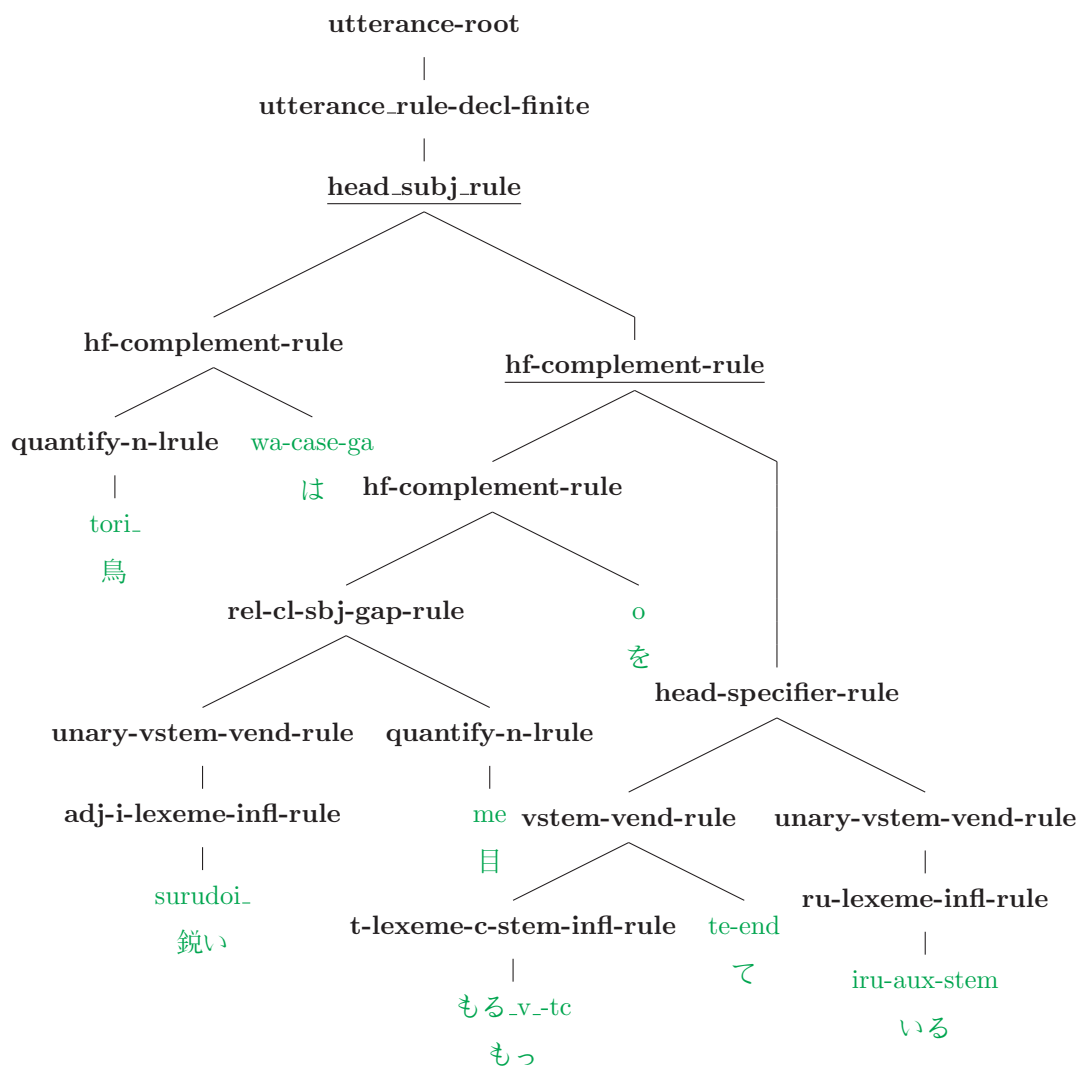 utterance-root
utterance_rule-decl-finite
head_subj_rule
hf-complement-rule
hf-complement-rule
quantify-n-lrule
wa-case-ga
は
hf-complement-rule
tori_
鳥
rel-cl-sbj-gap-rule
o
を
head-specifier-rule
unary-vstem-vend-rule
quantify-n-lrule
adj-i-lexeme-infl-rule
me
目
vstem-vend-rule
unary-vstem-vend-rule
surudoi_
鋭い
t-lexeme-c-stem-infl-rule
te-end
て
ru-lexeme-infl-rule
もる_v_-tc
もっ
iru-aux-stem
いる